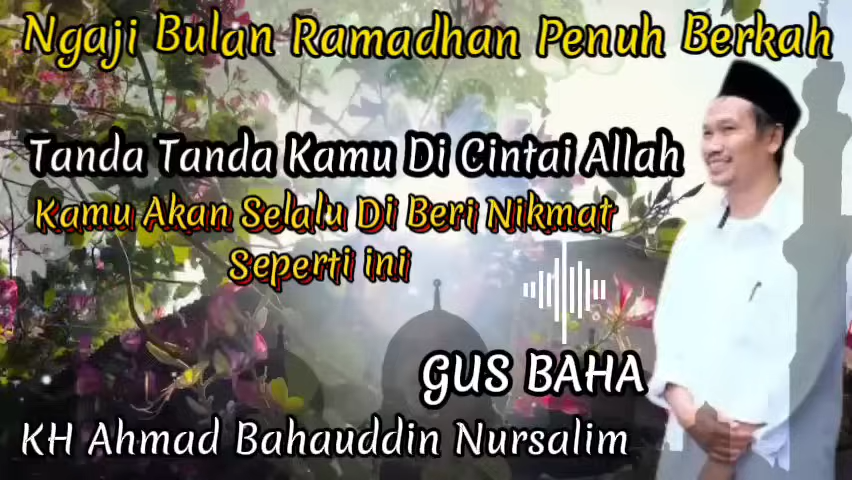 Ngaji Bulan Ramadhan Penuh Berkah
Tanda Tanda Kamu Di Cintai Allah
Kamu Akan Selalu Di Beri Nikmat
Seperti ini
GUS BAHA
KH Ahmad Bahauddin Nursalim